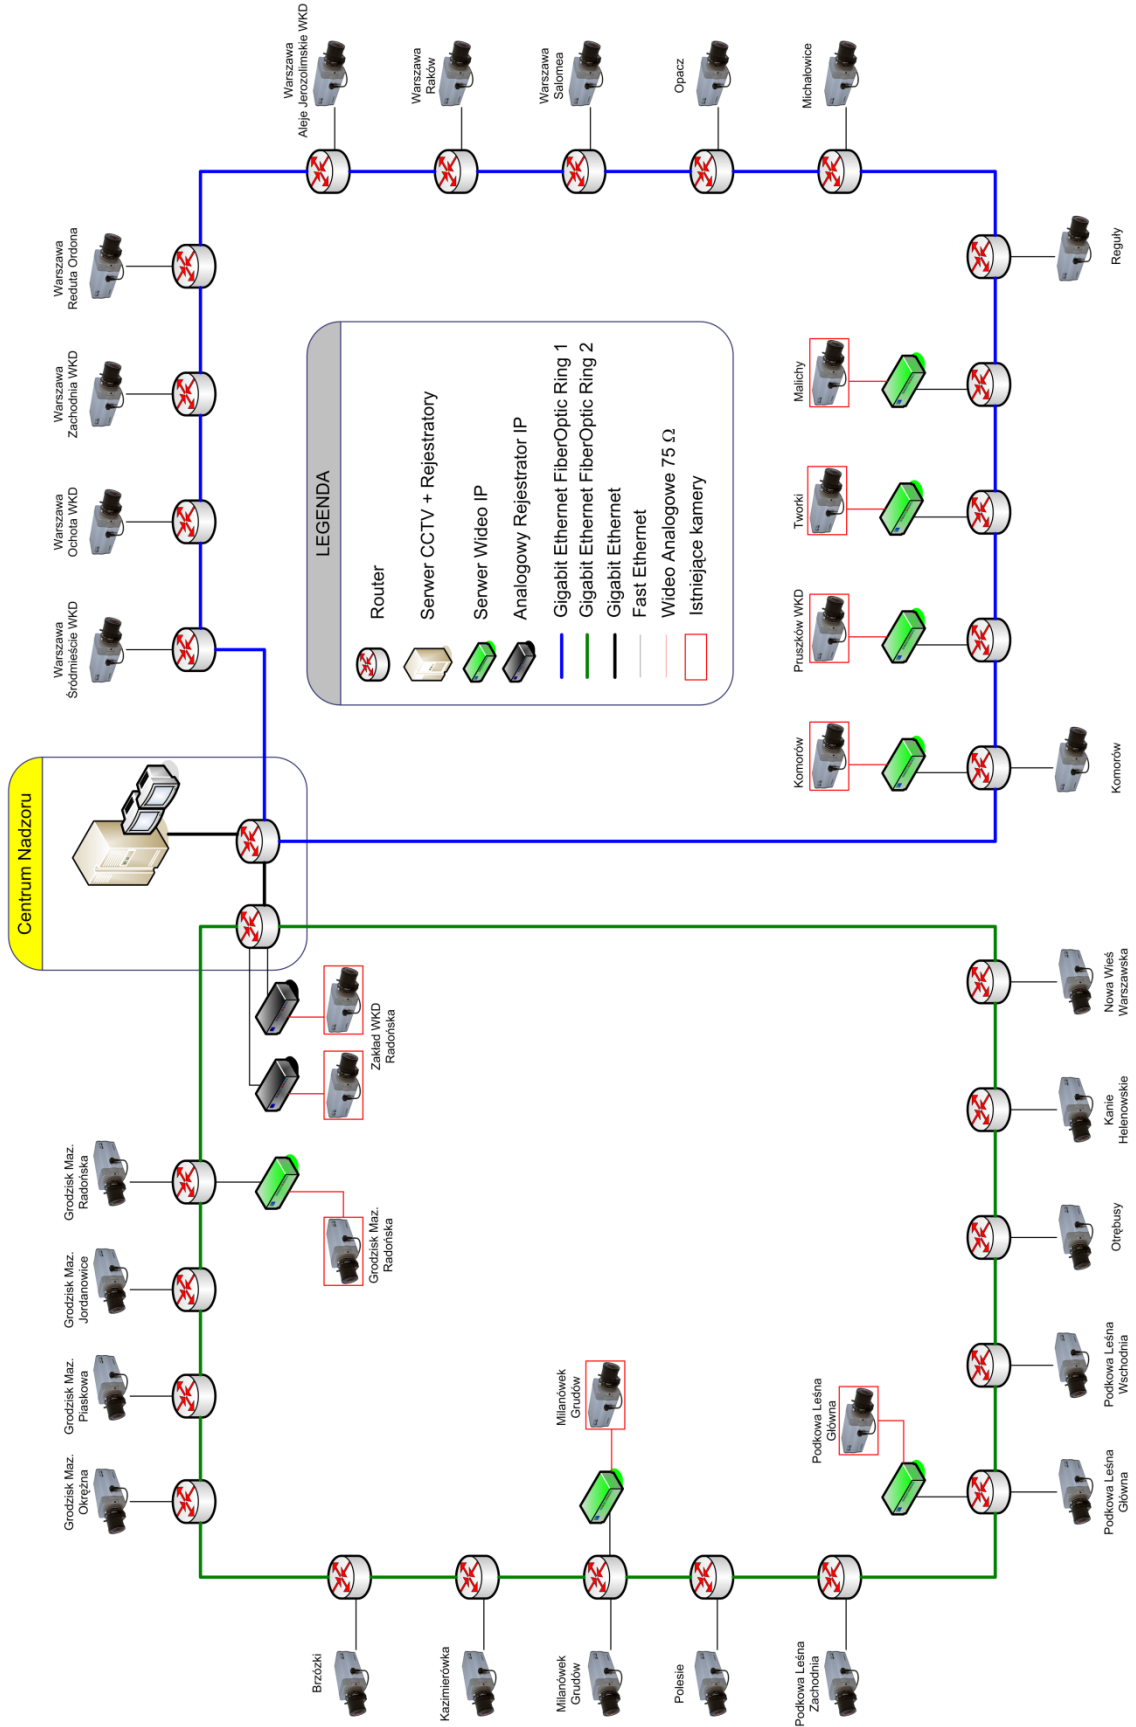 Centrum Nadzoru
Grodzisk Maz.
Okrężna
Grodzisk Maz.
Piaskowa
Grodzisk Maz.
Jordanowice
Grodzisk Maz.
Radońska
Warszawa
Śródmieście WKD
Warszawa
Ochota WKD
Warszawa
Zachodnia WKD
Warszawa
Reduta Ordona
Warszawa
Aleje Jerozolimskie WKD
Warszawa
Raków
Warszawa
Salomea
Opacz
Michałowice
Grodzisk Maz.
Radońska
Zakład WKD
Radońska
LEGENDA
Router
Serwer CCTV + Rejestratory
Serwer Wideo IP
Analogowy Rejestrator IP
Gigabit Ethernet FiberOptic Ring 1
Gigabit Ethernet FiberOptic Ring 2
Gigabit Ethernet
Fast Ethernet
Wideo Analogowe 75 Ω
Istniejące kamery
Brzózki
Kazimierówka
Milanówek
Grudów
Milanówek
Grudów
Polesie
Podkowa Leśna
Zachodnia
Podkowa Leśna
Główna
Komorów
Pruszków WKD
Tworki
Malichy
Podkowa Leśna
Główna
Podkowa Leśna
Wschodnia
Otrębusy
Kanie
Helenowskie
Nowa Wieś
Warszawska
Komorów
Reguły